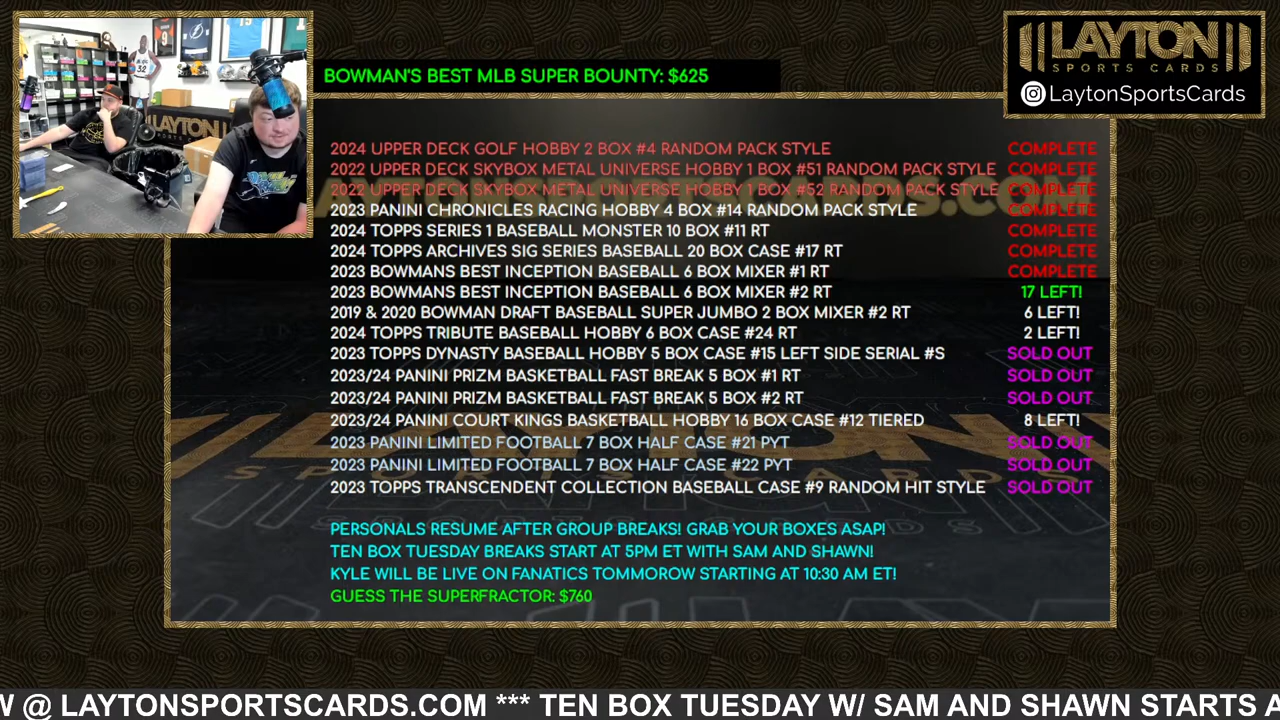 LAYTON
SPORTS CARDS
LaytonSportsCards
BOWMAN'S BEST MLB SUPER BOUNTY: $625
2024 UPPER DECK GOLF HOBBY 2 BOX #4 RANDOM PACK STYLE COMPLETE
2022 UPPER DECK SKYBOX METAL UNIVERSE HOBBY 1 BOX #51 RANDOM PACK STYLE COMPLETE
2022 UPPER DECK SKYBOX METAL UNIVERSE HOBBY 1 BOX #52 RANDOM PACK STYLE COMPLETE
2023 PANINI CHRONICLES RACING HOBBY 4 BOX #14 RANDOM PACK STYLE COMPLETE
2024 TOPPS SERIES 1 BASEBALL MONSTER 10 BOX #11 RT COMPLETE
2024 TOPPS ARCHIVES SIG SERIES BASEBALL 20 BOX CASE #17 RT COMPLETE
2023 BOWMANS BEST INCEPTION BASEBALL 6 BOX MIXER #1 RT COMPLETE
2023 BOWMANS BEST INCEPTION BASEBALL 6 BOX MIXER #2 RT 17 LEFT!
2019 & 2020 BOWMAN DRAFT BASEBALL SUPER JUMBO 2 BOX MIXER #2 RT 6 LEFT!
2024 TOPPS TRIBUTE BASEBALL HOBBY 6 BOX CASE #24 RT 2 LEFT!
2023 TOPPS DYNASTY BASEBALL HOBBY 5 BOX CASE #15 LEFT SIDE SERIAL #S SOLD OUT
2023/24 PANINI PRIZM BASKETBALL FAST BREAK 5 BOX #1 RT SOLD OUT
2023/24 PANINI PRIZM BASKETBALL FAST BREAK 5 BOX #2 RT SOLD OUT
2023/24 PANINI COURT KINGS BASKETBALL HOBBY 16 BOX CASE #12 TIERED 8 LEFT!
2023 PANINI LIMITED FOOTBALL 7 BOX HALF CASE #21 PYT SOLD OUT
2023 PANINI LIMITED FOOTBALL 7 BOX HALF CASE #22 PYT SOLD OUT
2023 TOPPS TRANSCENDENT COLLECTION BASEBALL CASE #9 RANDOM HIT STYLE SOLD OUT
PERSONALS RESUME AFTER GROUP BREAKS! GRAB YOUR BOXES ASAP!
TEN BOX TUESDAY BREAKS START AT 5PM ET WITH SAM AND SHAWN!
KYLE WILL BE LIVE ON FANATICS TOMMOROW STARTING AT 10:30 AM ET!
GUESS THE SUPERFRACTOR: $760
W @ LAYTONSPORTSCARDS.COM *** TEN BOX TUESDAY W/ SAM AND SHAWN STARTS A